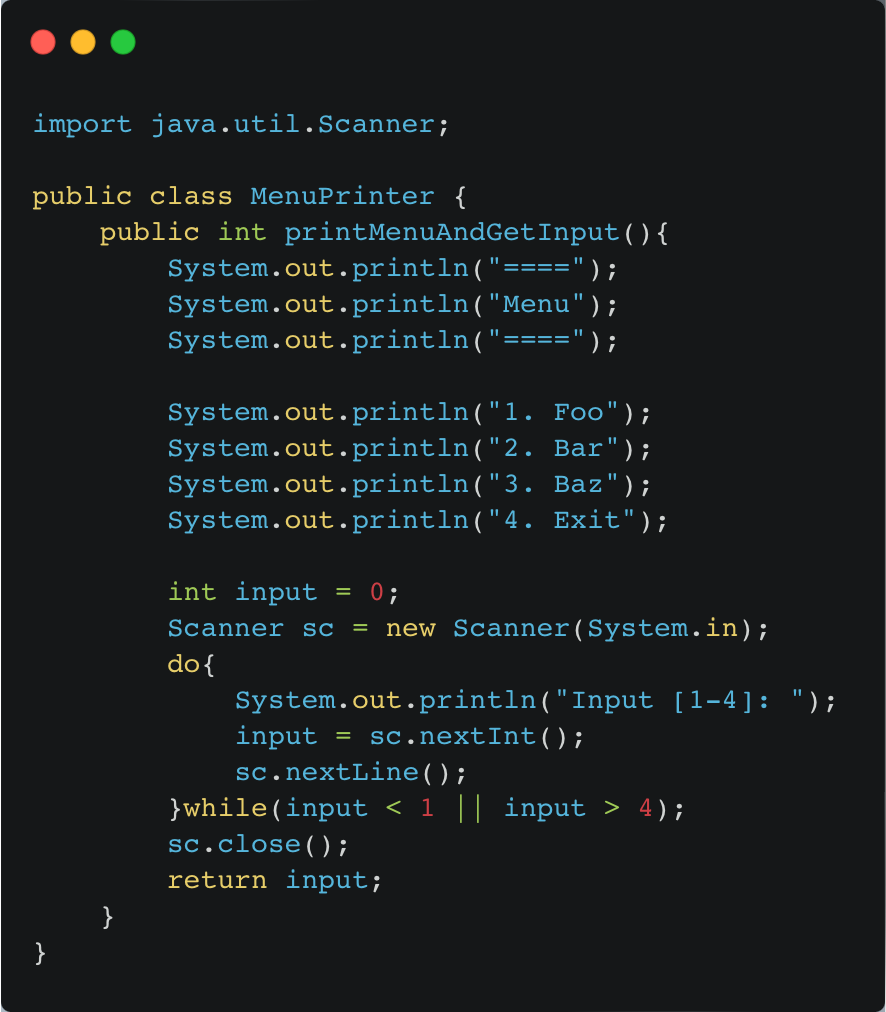 import java.util.Scanner;

public class MenuPrinter {
    public int printMenuAndGetInput(){
        System.out.println("====");
        System.out.println("Menu");
        System.out.println("====");

        System.out.println("1. Foo");
        System.out.println("2. Bar");
        System.out.println("3. Baz");
        System.out.println("4. Exit");

        int input = 0;
        Scanner sc = new Scanner(System.in);
        do{
            System.out.println("Input [1-4]: ");
            input = sc.nextInt();
            sc.nextLine();
        }while(input < 1 || input > 4);
        sc.close();
        return input;
    }
}